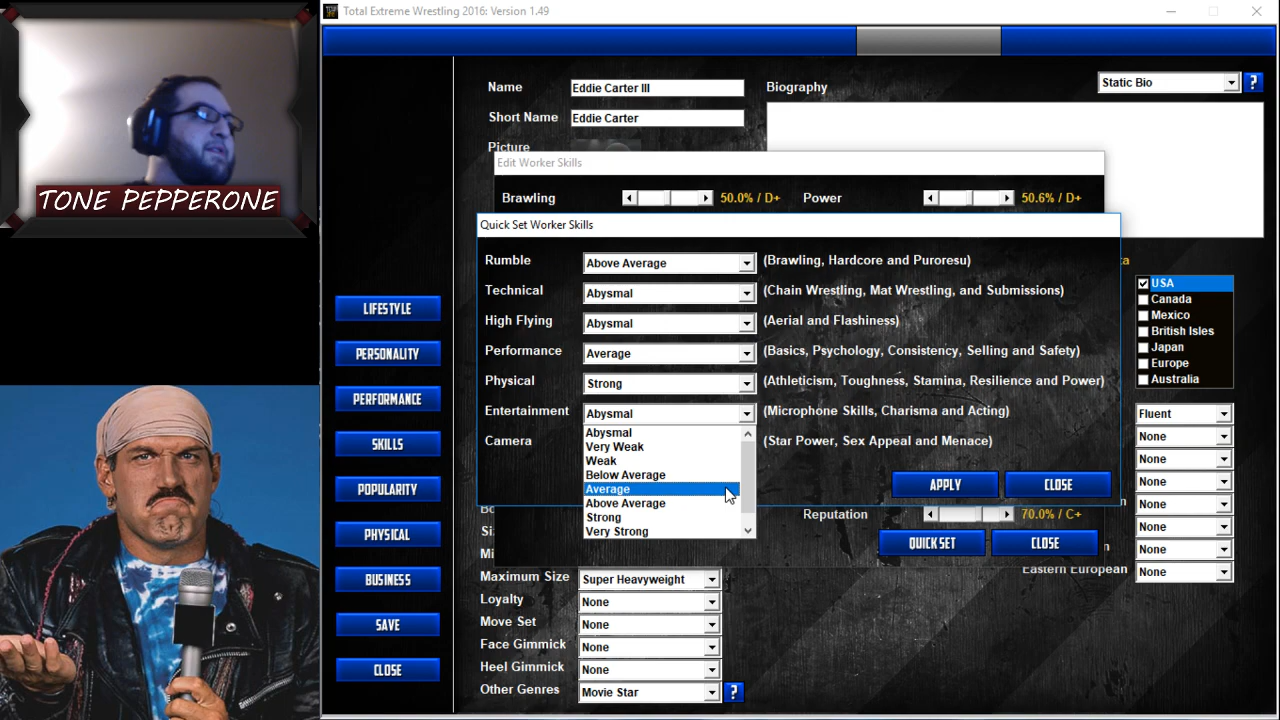 Total Extreme Wrestling 2016: Version 1.49
Name
Eddie Carter III
Biography
Static Bio
?
Short Name
Eddie Carter
Picture
Edit Worker Skills
Brawling
50.0% / D+
Power
50.6% / D+
Quick Set Worker Skills
Rumble
Above Average
(Brawling, Hardcore and Puroresu)
Technical
Abysmal
(Chain Wrestling, Mat Wrestling, and Submissions)
High Flying
Abysmal
(Aerial and Flashiness)
Performance
Average
(Basics, Psychology, Consistency, Selling and Safety)
Physical
Strong
(Athleticism, Toughness, Stamina, Resilience and Power)
Entertainment
Abysmal
(Microphone Skills, Charisma and Acting)
Camera
(Star Power, Sex Appeal and Menace)
Abysmal
Very Weak
Weak
Below Average
Average
Above Average
Strong
Very Strong
APPLY
CLOSE
Reputation
70.0% / C+
QUICK SET
CLOSE
Maximum Size
Super Heavyweight
Loyalty
None
Move Set
None
Face Gimmick
None
Heel Gimmick
None
Other Genres
Movie Star
?
USA
Canada
Mexico
British Isles
Japan
Europe
Australia
Fluent
None
None
None
None
None
None
Eastern European
None
LIFESTYLE
PERSONALITY
PERFORMANCE
SKILLS
POPULARITY
PHYSICAL
BUSINESS
SAVE
CLOSE
TONE PEPPERONE